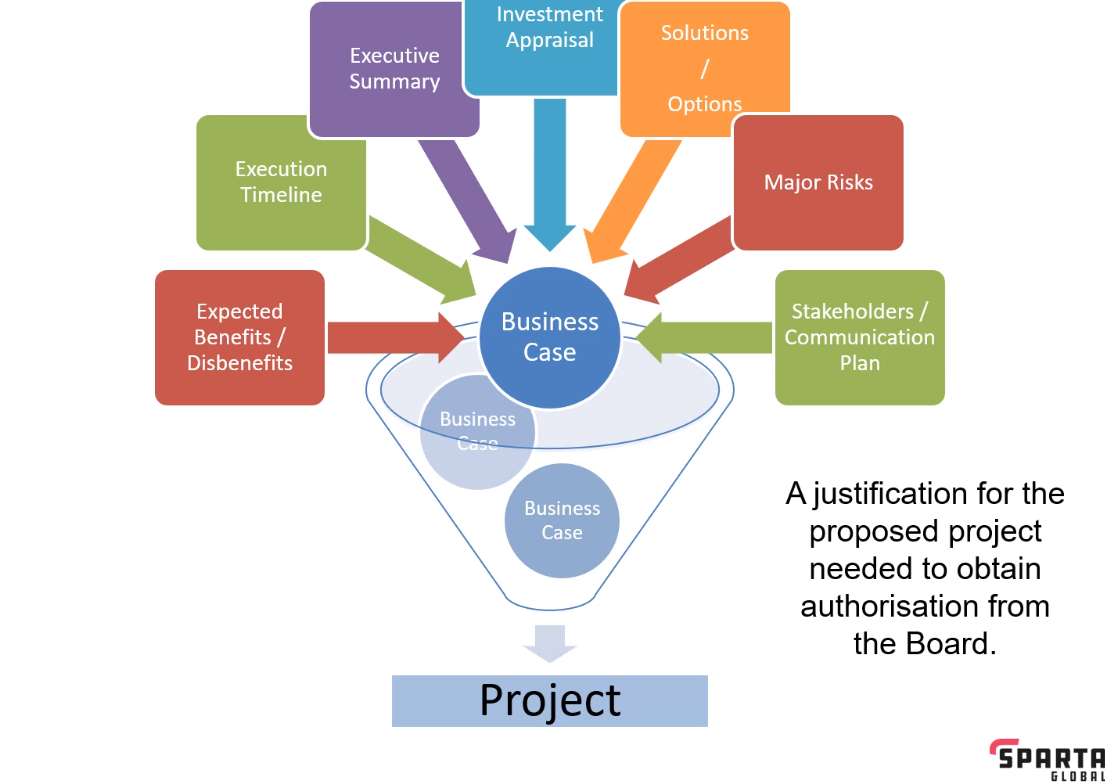 Investment
Appraisal
Executive
Summary
Solutions
/
Options
Execution
Timeline
Major Risks
Expected
Benefits /
Disbenefits
Business
Case
Stakeholders /
Communication
Plan
Business
Case
Business
Case
A justification for the
proposed project
needed to obtain
authorisation from
the Board.
Project
SPARTA
GLOBAL